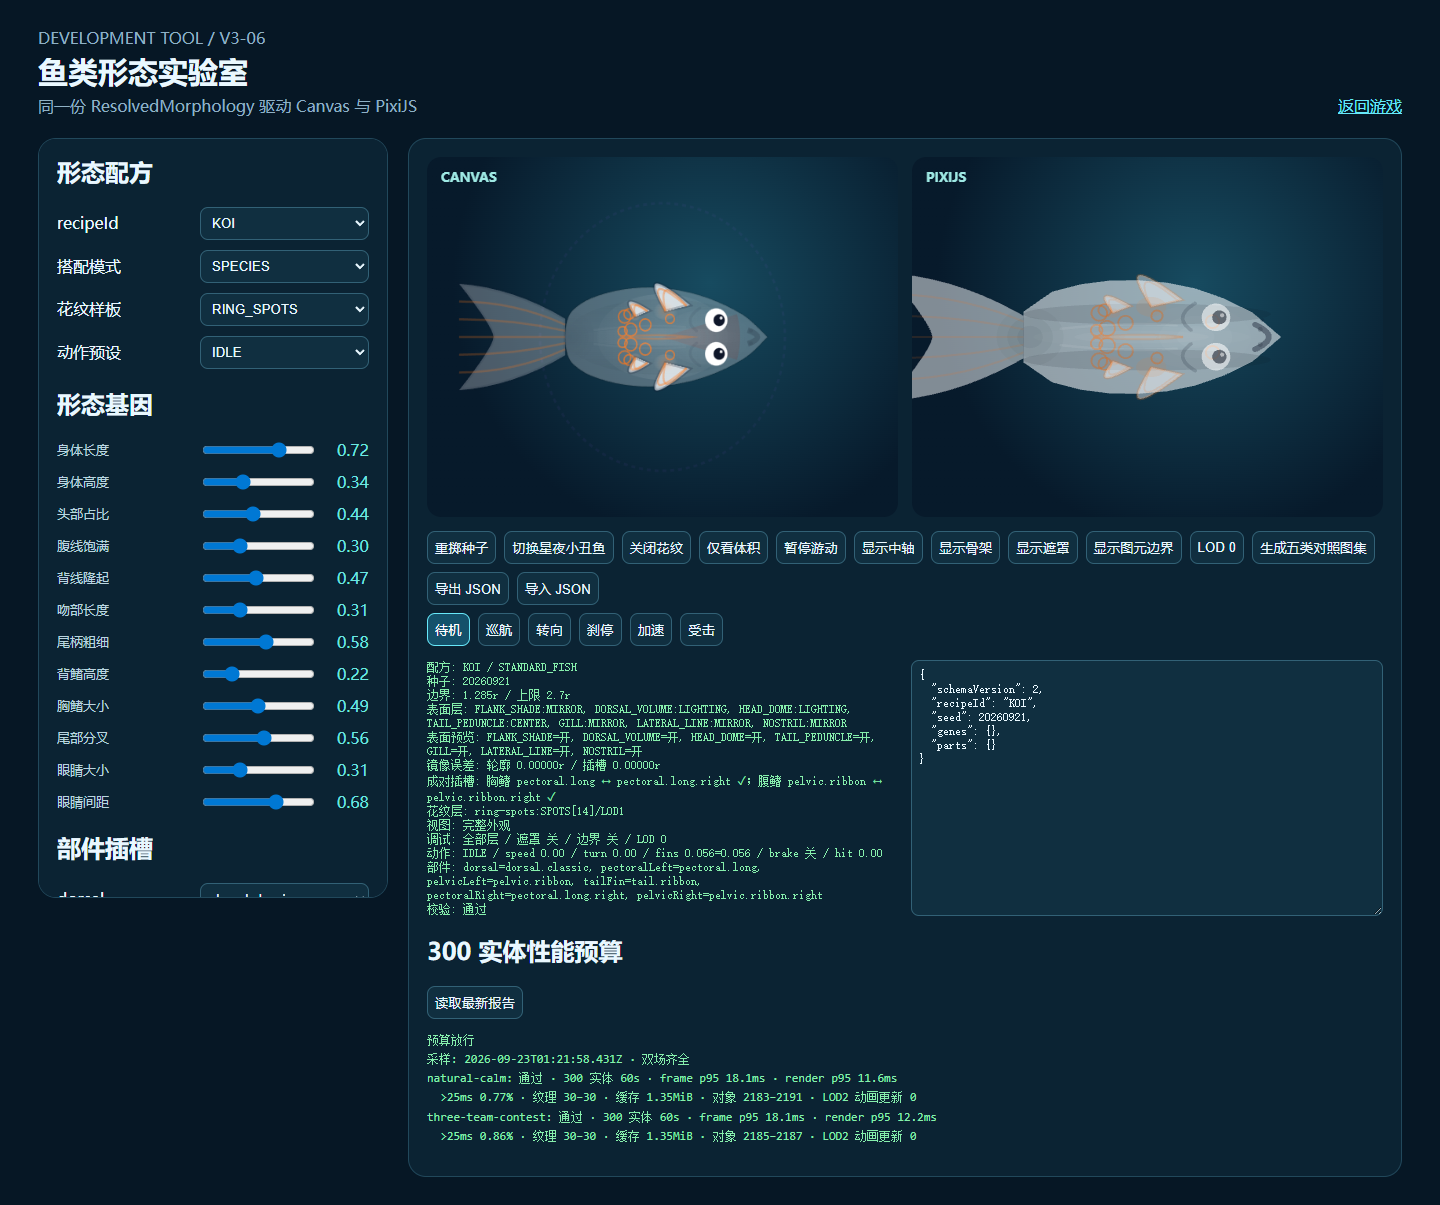 DEVELOPMENT TOOL / V3-06
鱼类形态实验室
同一份 ResolvedMorphology 驱动 Canvas 与 PixiJS
返回游戏
形态配方
recipeId
KOI
搭配模式
SPECIES
花纹样板
RING_SPOTS
动作预设
IDLE
形态基因
身体长度 0.72
身体高度 0.34
头部占比 0.44
腹线饱满 0.30
背线隆起 0.47
吻部长度 0.31
尾柄粗细 0.58
背鳍高度 0.22
胸鳍大小 0.49
尾部分叉 0.56
眼睛大小 0.31
眼睛间距 0.68
部件插槽
CANVAS
PIXIJS
重掷种子 切换星夜小丑鱼 关闭花纹 仅看体积 暂停游动 显示中轴 显示骨架 显示遮罩 显示图元边界 LOD 0 生成五类对照图集
导出 JSON 导入 JSON
待机 巡航 转向 刹停 加速 受击
配方: KOI / STANDARD_FISH
种子: 20260921
边界: 1.285r / 上限 2.7r
表面层: FLANK_SHADE:MIRROR, DORSAL_VOLUME:LIGHTING, HEAD_DOME:LIGHTING,
TAIL_PEDUNCLE:CENTER, GILL:MIRROR, LATERAL_LINE:MIRROR, NOSTRIL:MIRROR
表面预览: FLANK_SHADE=开, DORSAL_VOLUME=开, HEAD_DOME=开, TAIL_PEDUNCLE=开,
GILL=开, LATERAL_LINE=开, NOSTRIL=开
镜像误差: 轮廓 0.00000r / 插槽 0.00000r
成对插槽: 胸鳍 pectoral.long ↔ pectoral.long.right ✓; 腹鳍 pelvic.ribbon ↔
pelvic.ribbon.right ✓
花纹层: ring-spots:SPOTS[14]/LOD1
视图: 完整外观
调试: 全部层 / 遮罩 关 / 边界 关 / LOD 0
动作: IDLE / speed 0.00 / turn 0.00 / fins 0.056=0.056 / brake 关 / hit 0.00
部件: dorsal=dorsal.classic, pectoralLeft=pectoral.long,
pelvicLeft=pelvic.ribbon, tailFin=tail.ribbon,
pectoralRight=pectoral.long.right, pelvicRight=pelvic.ribbon.right
校验: 通过
{
"schemaVersion": 2,
"recipeId": "KOI",
"seed": 20260921,
"genes": {},
"parts": {}
}
300 实体性能预算
读取最新报告
预算放行
采样: 2026-09-23T01:21:58.431Z · 双场齐全
natural-calm: 通过 · 300 实体 60s · frame p95 18.1ms · render p95 11.6ms
>25ms 0.77% · 纹理 30–30 · 缓存 1.35MiB · 对象 2183–2191 · LOD2 动画更新 0
three-team-contest: 通过 · 300 实体 60s · frame p95 18.1ms · render p95 12.2ms
>25ms 0.86% · 纹理 30–30 · 缓存 1.35MiB · 对象 2185–2187 · LOD2 动画更新 0